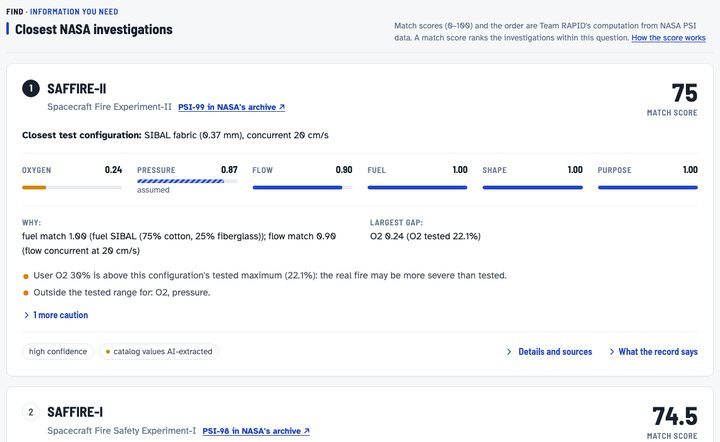 FIND · INFORMATION YOU NEED
Closest NASA investigations
Match scores (0–100) and the order are Team RAPID's computation from NASA PSI
data. A match score ranks the investigations within this question. How the score works
1
SAFFIRE-II
Spacecraft Fire Experiment-II PSI-99 in NASA's archive ↗
75
MATCH SCORE
Closest test configuration: SIBAL fabric (0.37 mm), concurrent 20 cm/s
OXYGEN 0.24
PRESSURE 0.87
assumed
FLOW 0.90
FUEL 1.00
SHAPE 1.00
PURPOSE 1.00
WHY:
fuel match 1.00 (fuel SIBAL (75% cotton, 25% fiberglass)); flow match 0.90
(flow concurrent at 20 cm/s)
LARGEST GAP:
O2 0.24 (O2 tested 22.1%)
User O2 30% is above this configuration's tested maximum (22.1%): the real fire may be more severe than tested.
Outside the tested range for: O2, pressure.
1 more caution
high confidence
catalog values AI-extracted
Details and sources
What the record says
2
SAFFIRE-I
Spacecraft Fire Safety Experiment-I PSI-98 in NASA's archive ↗
74.5
MATCH SCORE